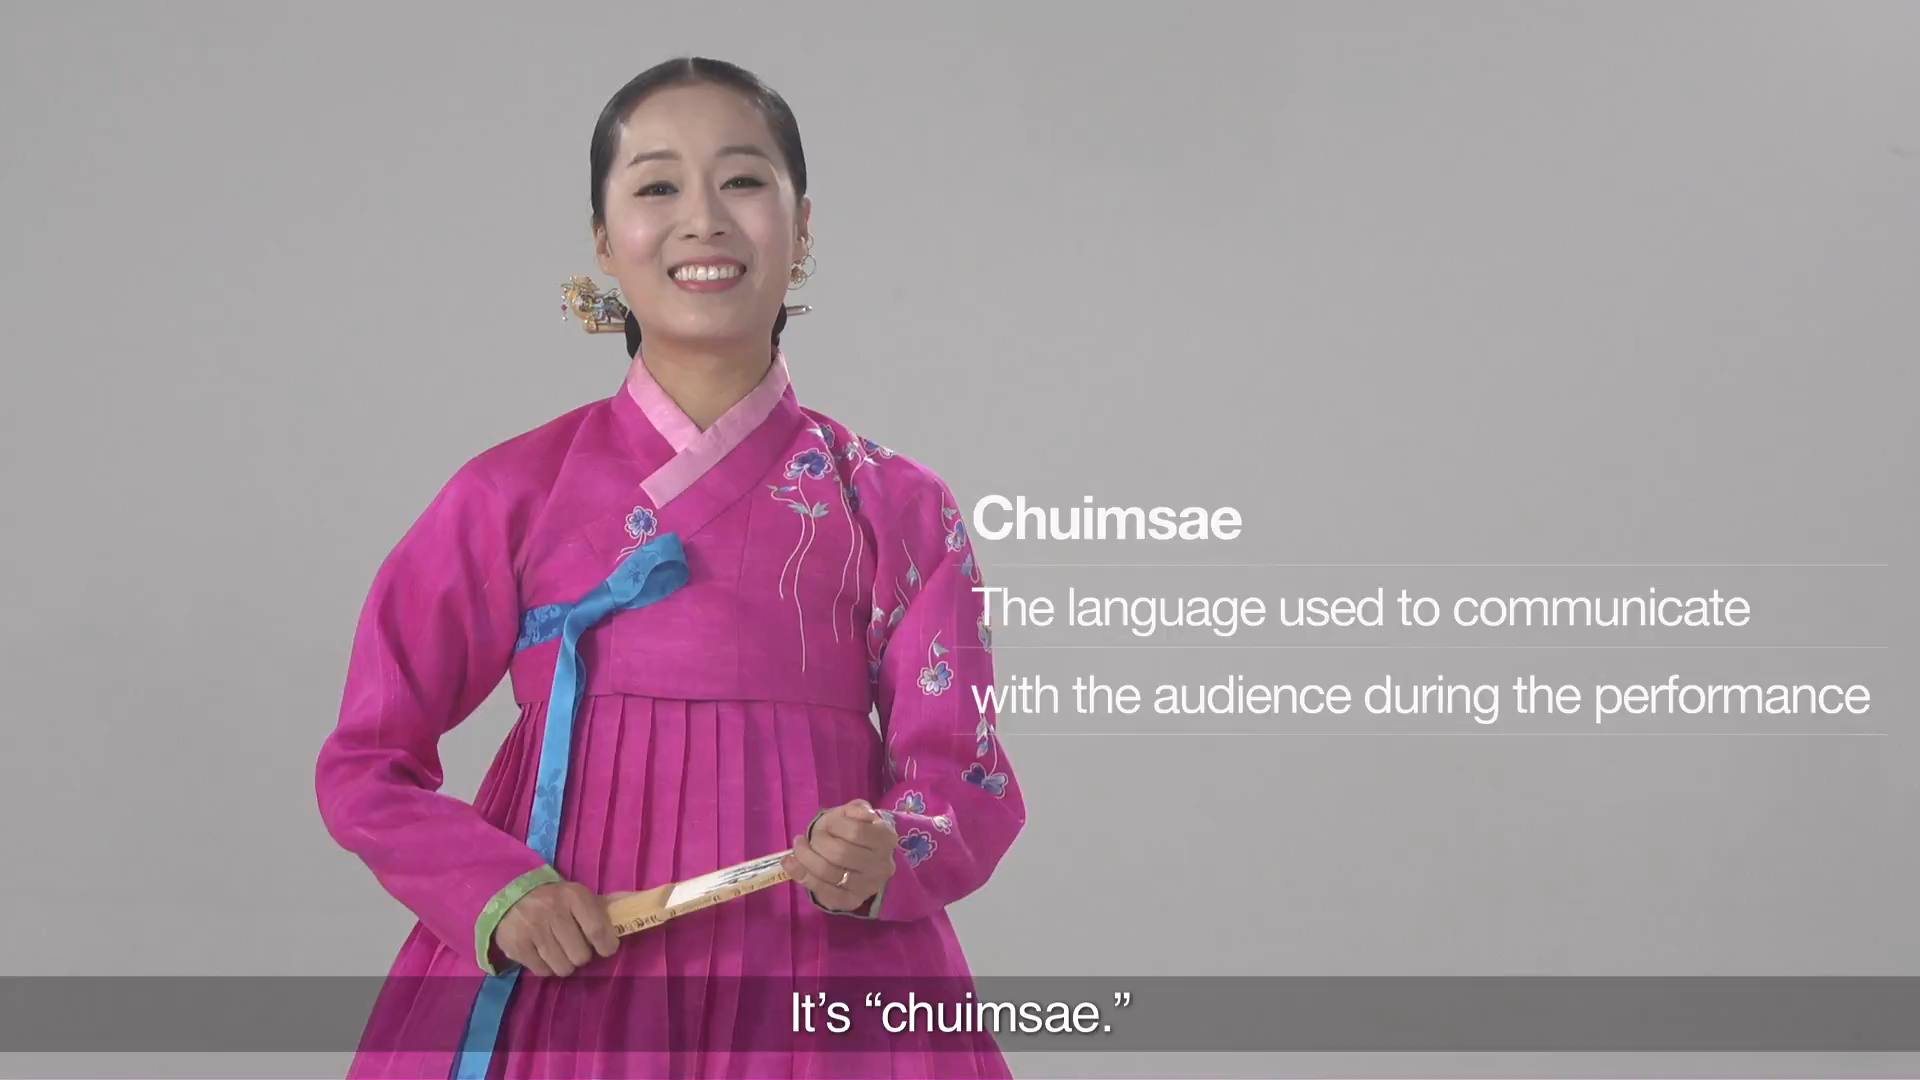 Chuimsae
The language used to communicate
with the audience during the performance
It’s “chuimsae.”